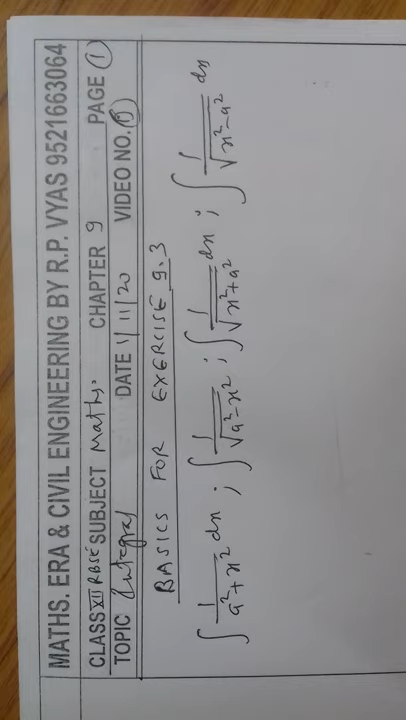 MATHS. ERA & CIVIL ENGINEERING BY R.P. VYAS 9521663064
CLASS XII RBSE SUBJECT Maths. CHAPTER 9 PAGE ①
TOPIC Integral DATE 1/11/20 VIDEO NO.
BASICS FOR EXERCISE 9.3
∫ 1/(a²+x²) dx ; ∫ 1/√(a²-x²) ; ∫ 1/√(x²+a²) dx ; ∫ 1/√(x²-a²) dx